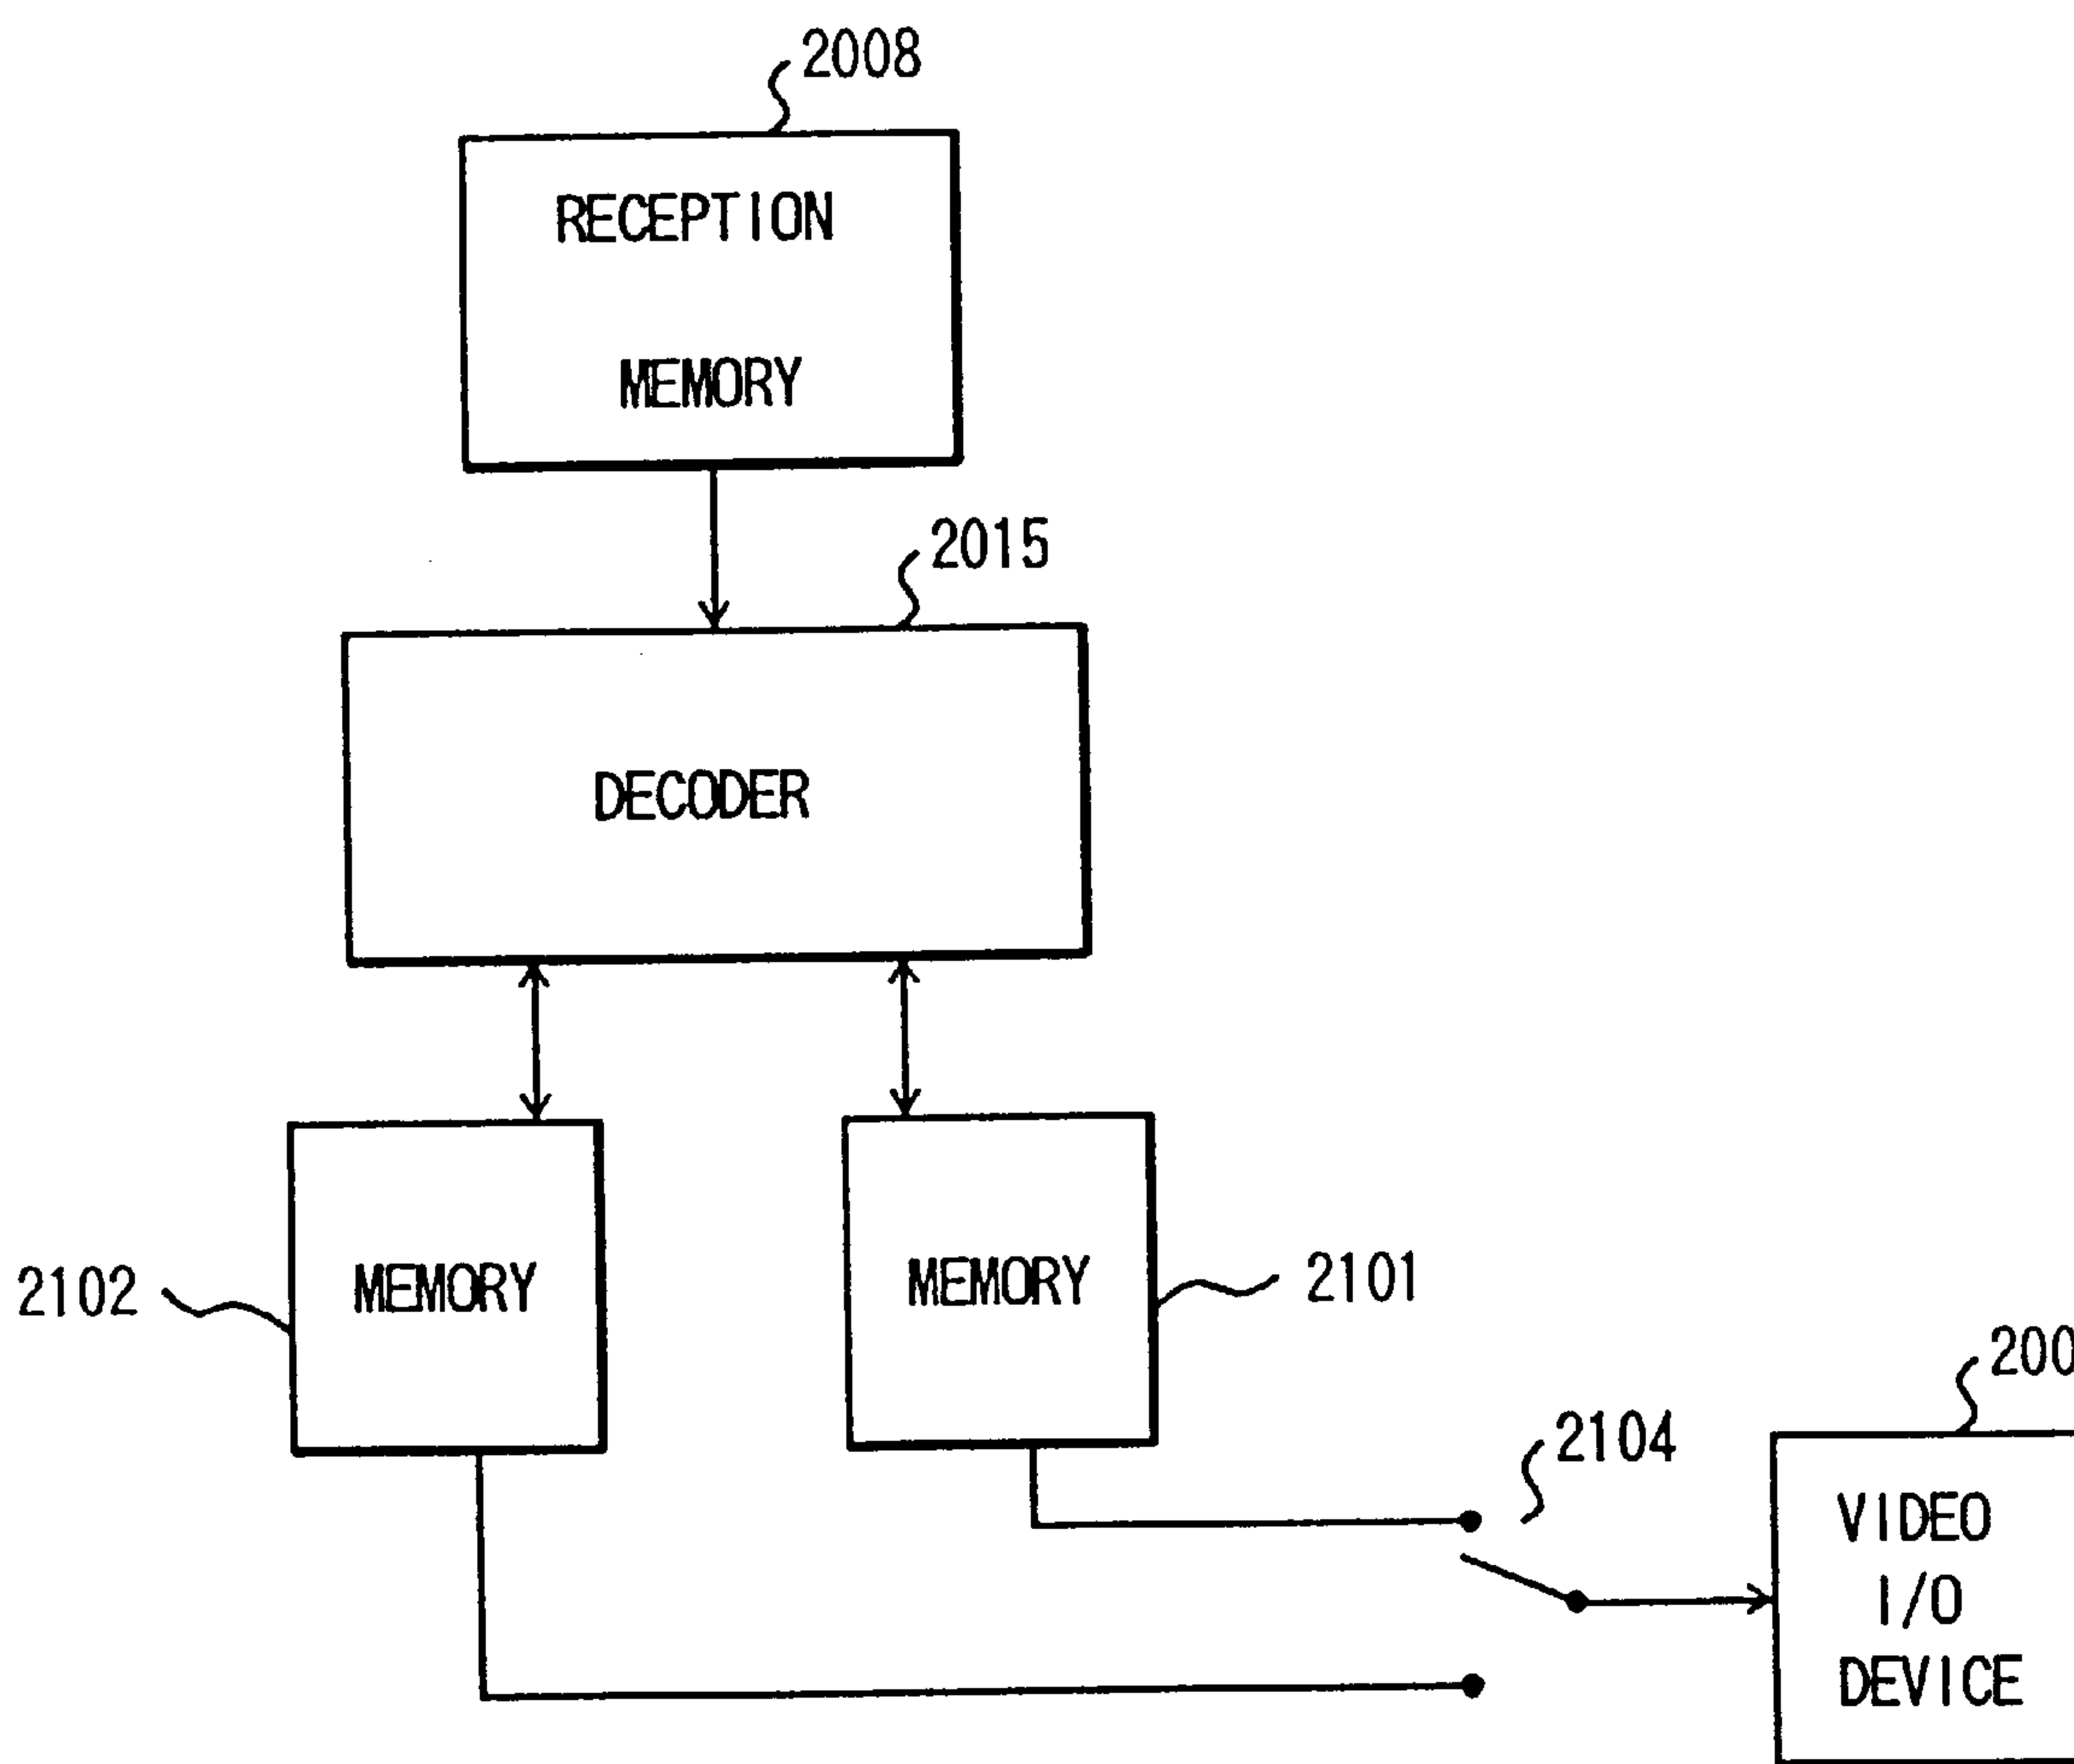 2008
RECEPTION
MEMORY
2015
DECODER
2102
MEMORY
MEMORY
2101
2104
VIDEO
I/O
DEVICE